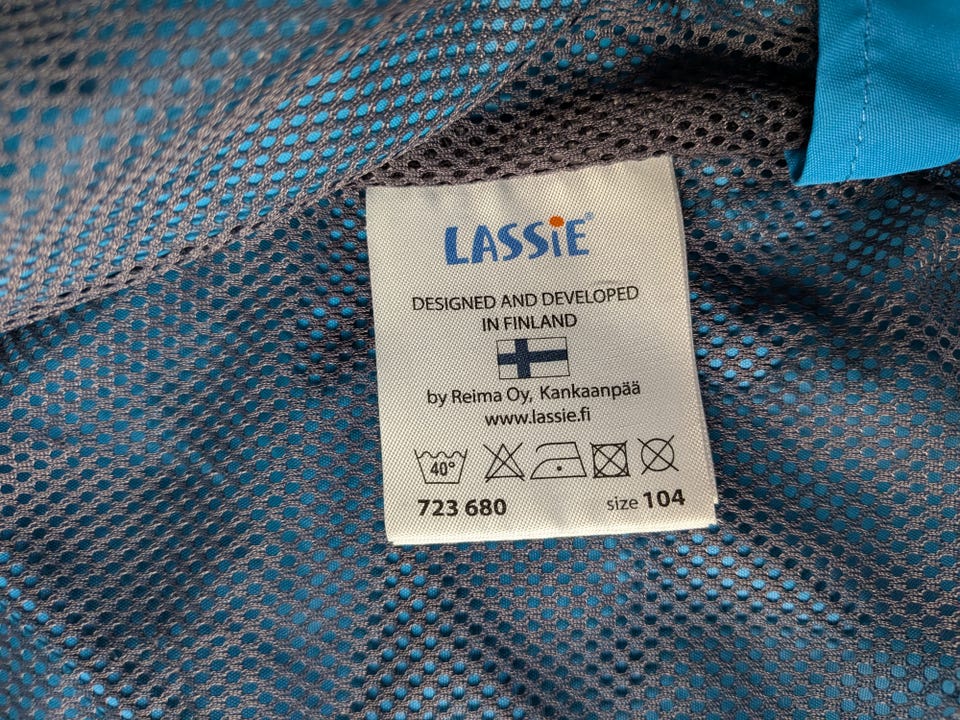 LASSiE®
DESIGNED AND DEVELOPED
IN FINLAND
by Reima Oy, Kankaanpää
www.lassie.fi
40°
723 680 size 104